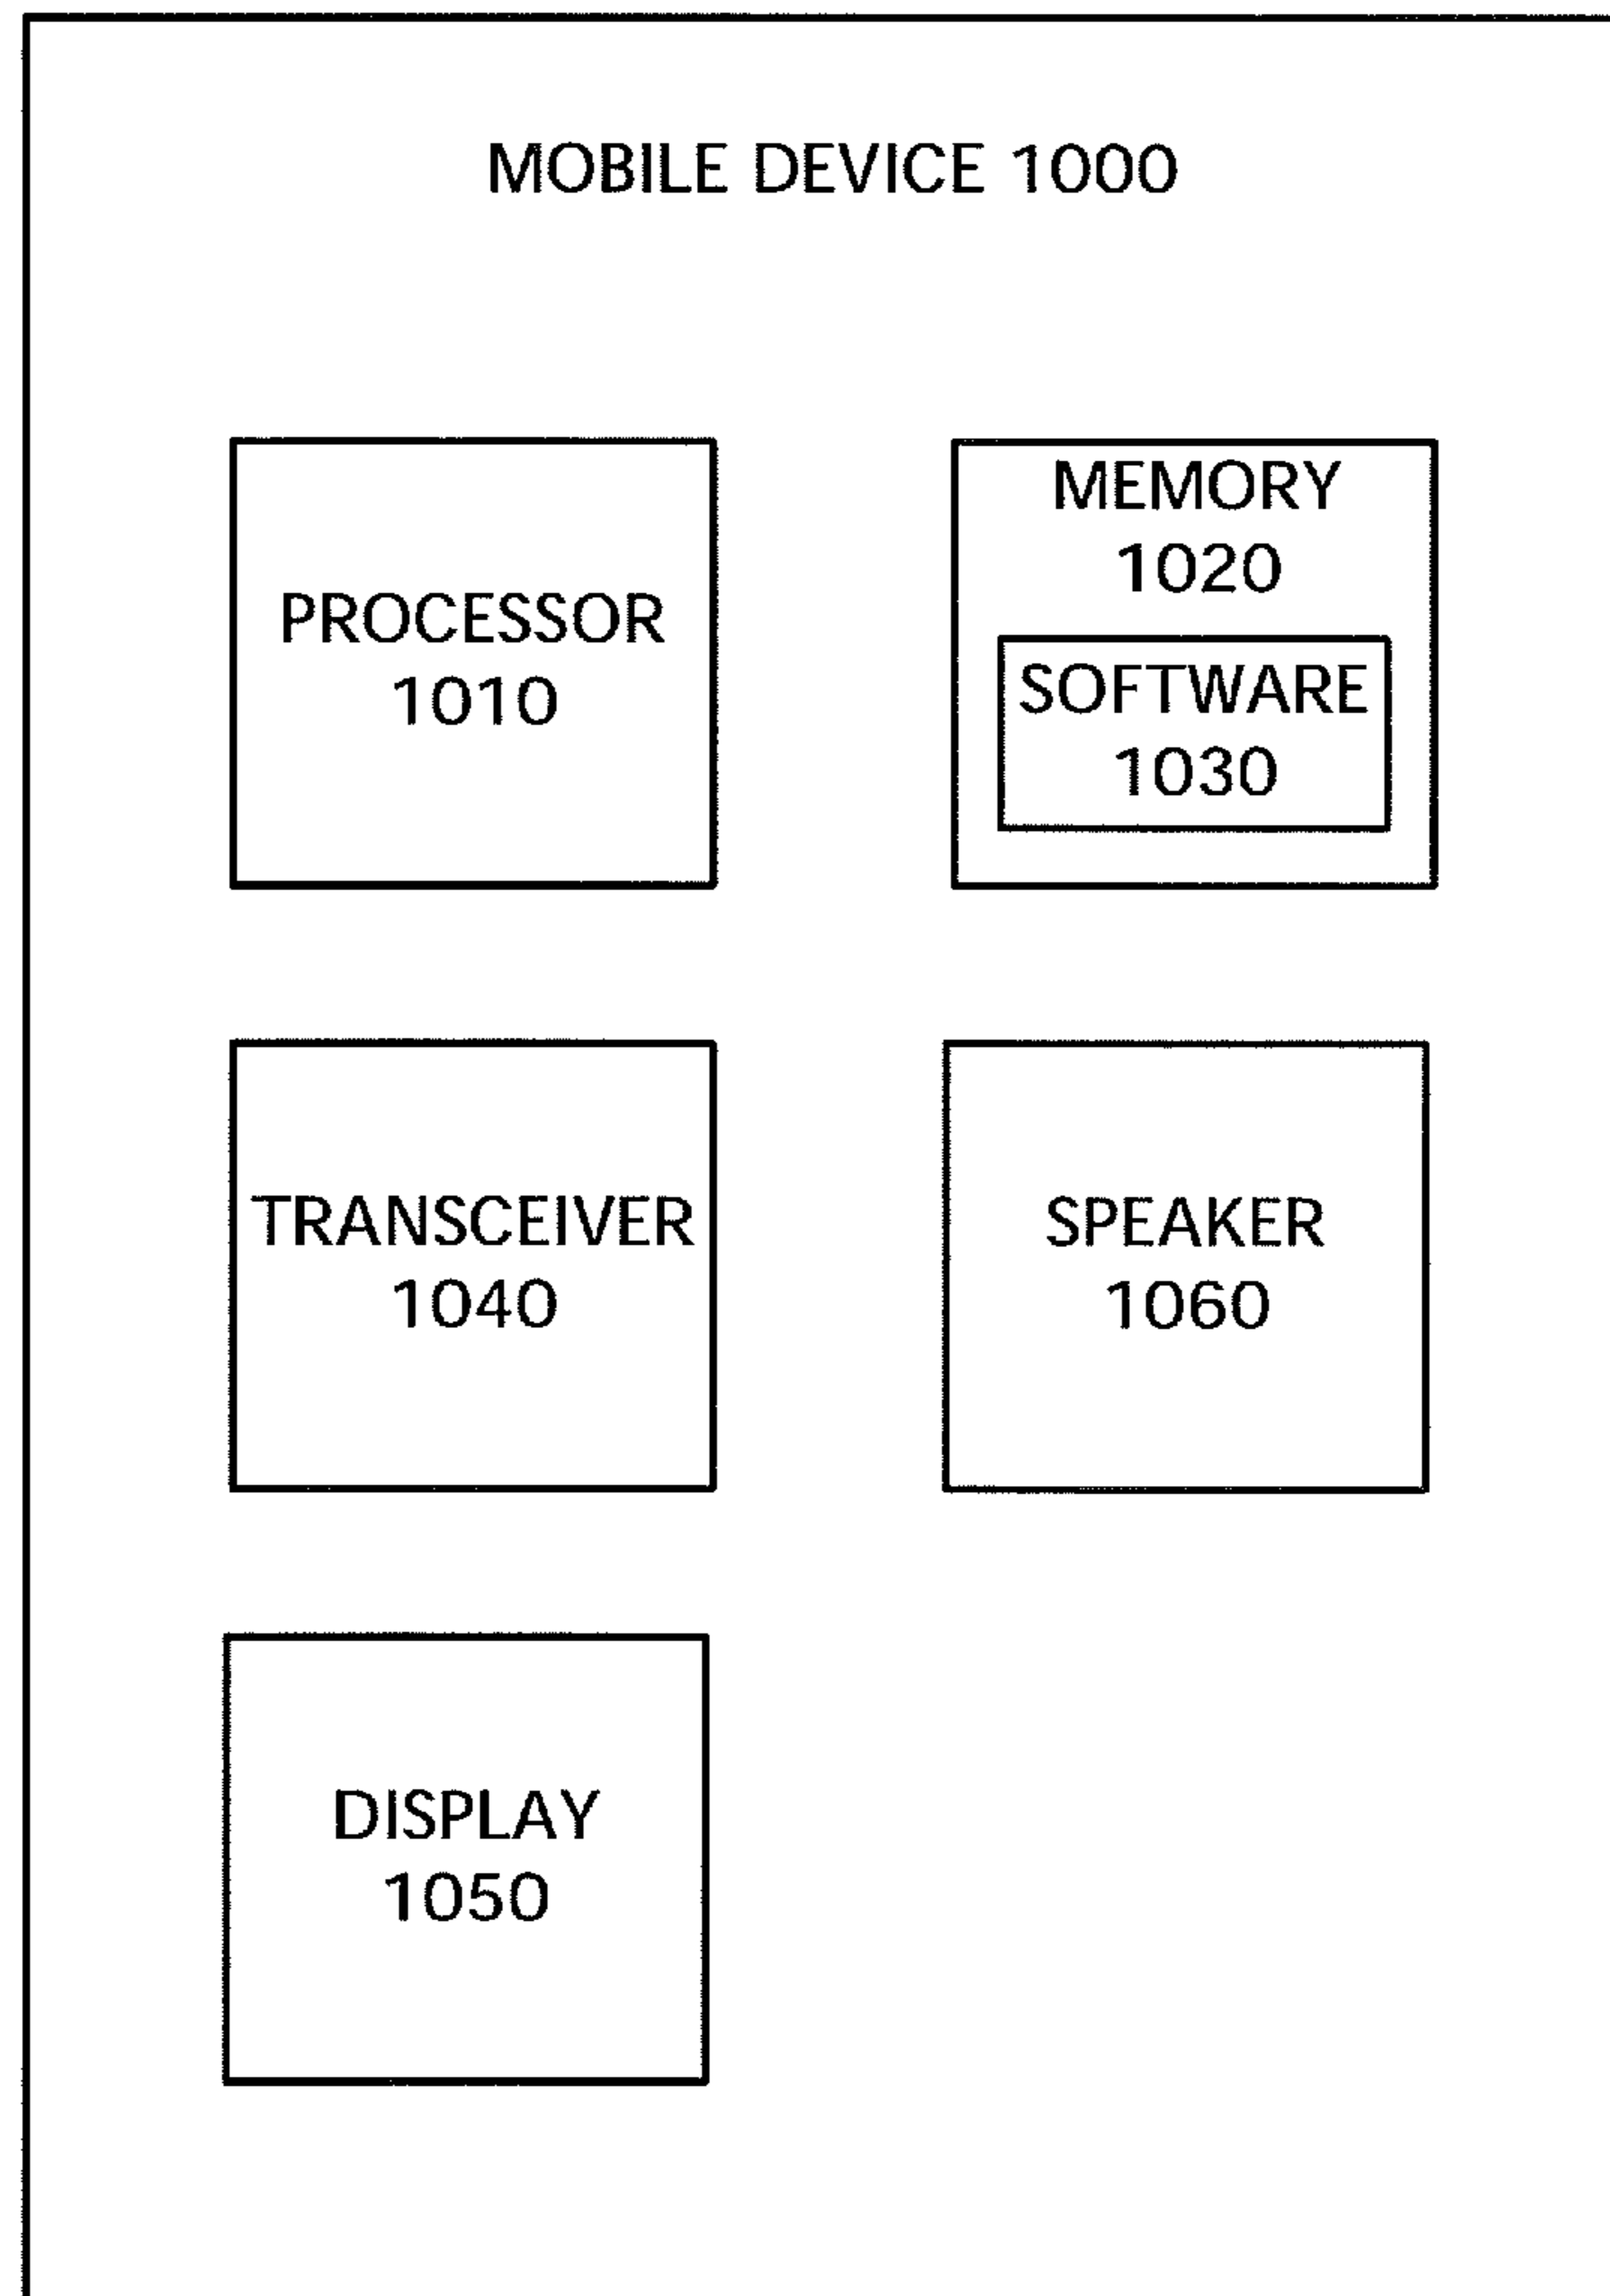 MOBILE DEVICE 1000
PROCESSOR
1010
MEMORY
1020
SOFTWARE
1030
TRANSCEIVER
1040
SPEAKER
1060
DISPLAY
1050